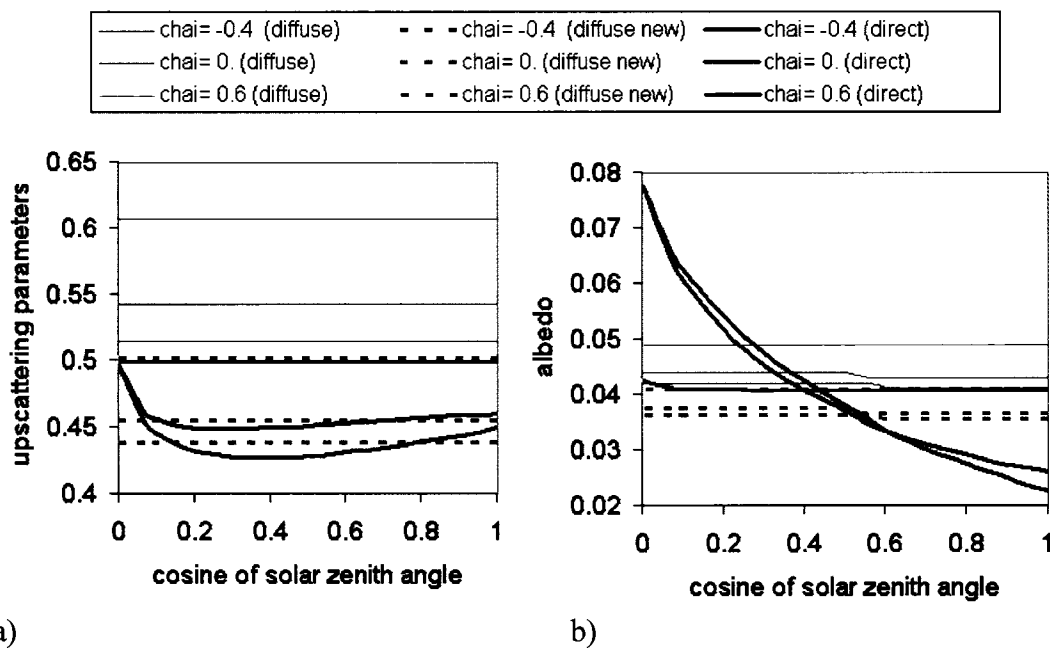 chai= -0.4 (diffuse) chai= -0.4 (diffuse new) chai= -0.4 (direct)
chai= 0. (diffuse) chai= 0. (diffuse new) chai= 0. (direct)
chai= 0.6 (diffuse) chai= 0.6 (diffuse new) chai= 0.6 (direct)
upscattering parameters
0.65
0.6
0.55
0.5
0.45
0.4
0 0.2 0.4 0.6 0.8 1
cosine of solar zenith angle
a)
albedo
0.08
0.07
0.06
0.05
0.04
0.03
0.02
0 0.2 0.4 0.6 0.8 1
cosine of solar zenith angle
b)